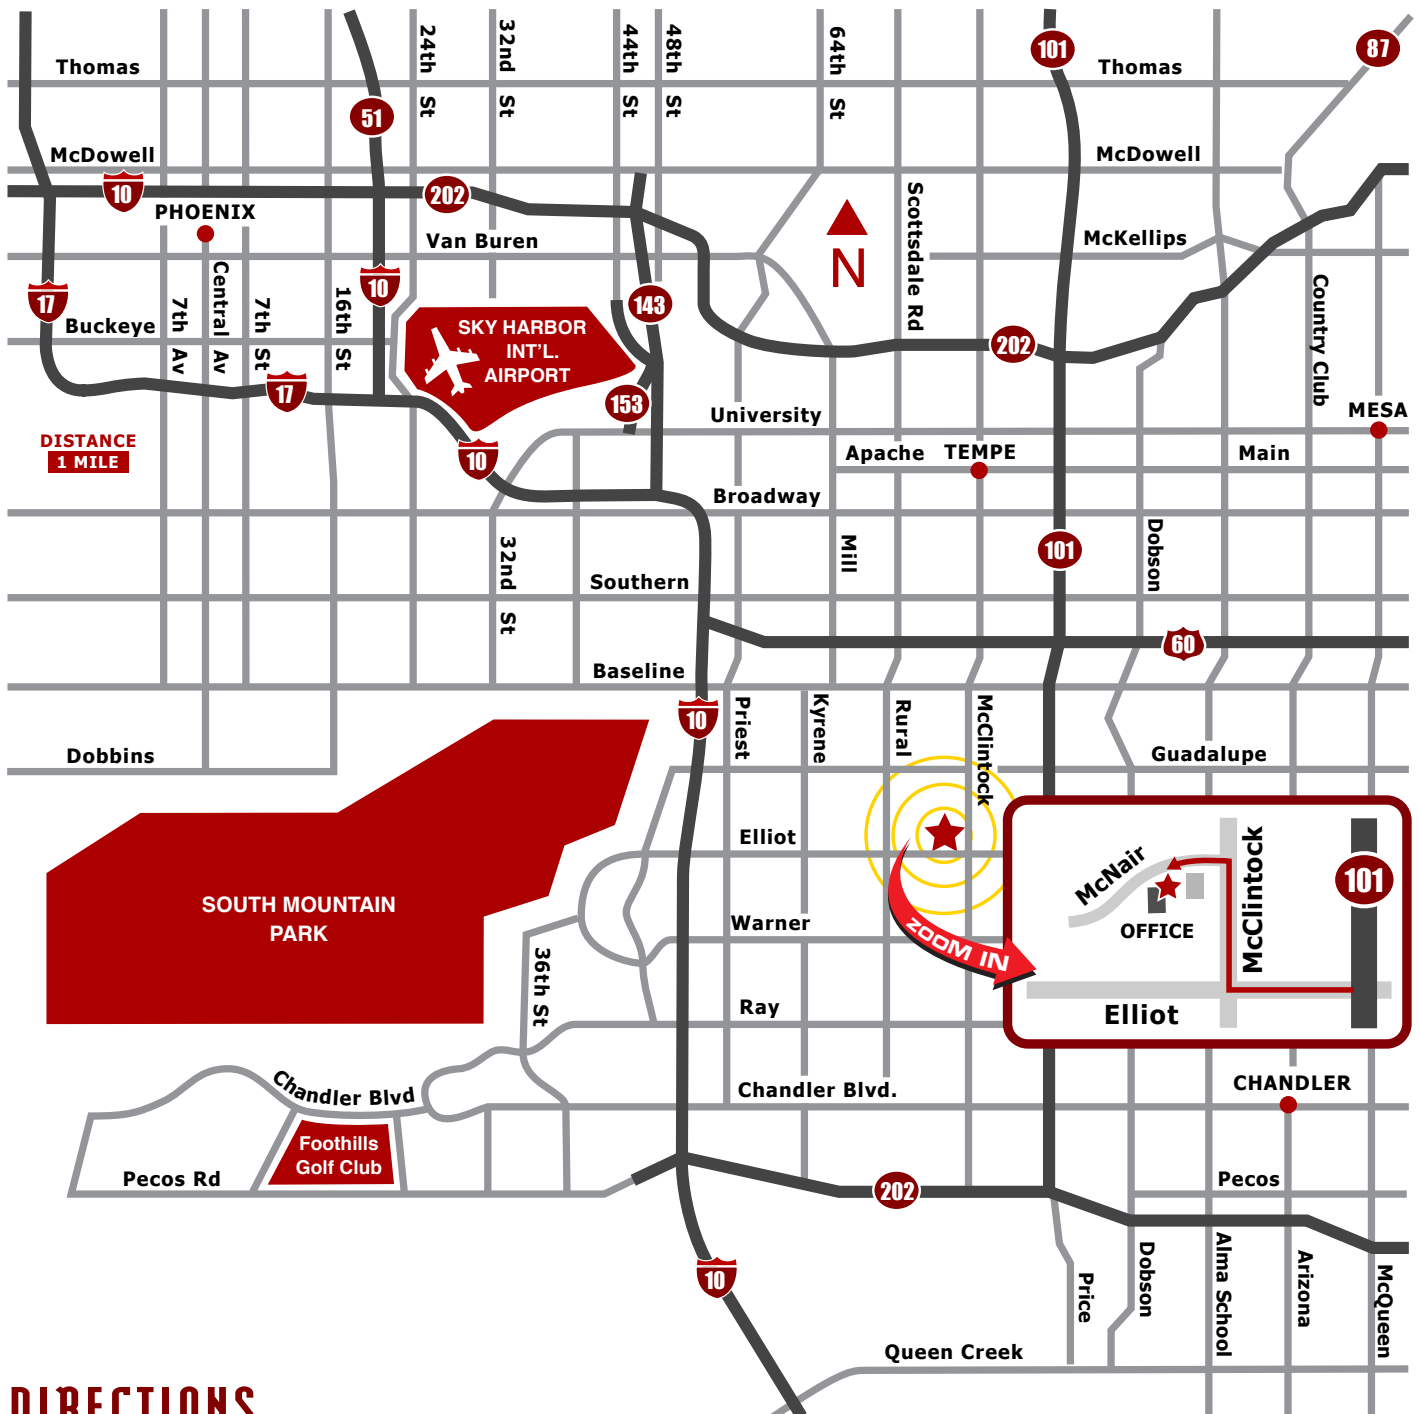 24th St
32nd St
44th St
48th St
64th St
101
87
Thomas
Thomas
51
McDowell
McDowell
10
202
PHOENIX
Van Buren
McKellips
N
Scottsdale Rd
17
10
143
Buckeye
7th Av
Central Av
7th St
16th St
SKY HARBOR
INT'L.
AIRPORT
202
Country Club
17
153
University
MESA
DISTANCE
1 MILE
10
Apache
TEMPE
Main
Broadway
32nd St
Mill
101
Dobson
Southern
60
Baseline
10
Priest
Kyrene
Rural
McClintock
Dobbins
Guadalupe
Elliot
SOUTH MOUNTAIN
PARK
Warner
ZOOM IN
McNair
OFFICE
McClintock
101
Elliot
36th St
Ray
Chandler Blvd
Chandler Blvd.
CHANDLER
Foothills
Golf Club
Pecos Rd
202
Pecos
10
Price
Dobson
Alma School
Arizona
McQueen
Queen Creek
DIRECTIONS